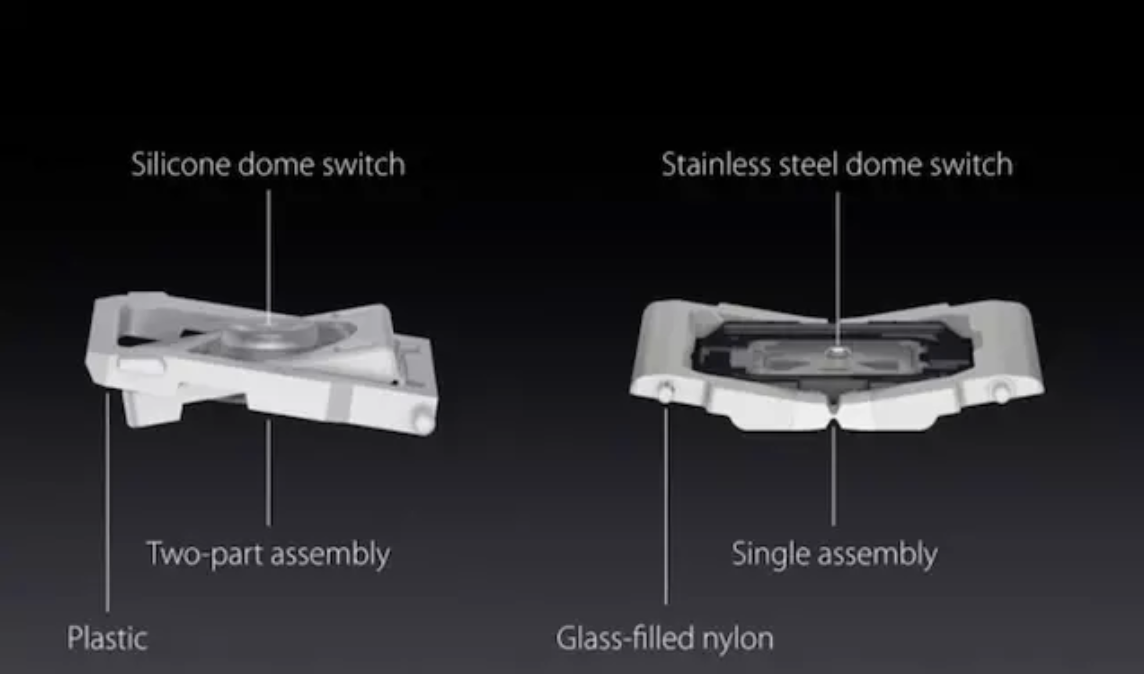 Silicone dome switch
Stainless steel dome switch
Two-part assembly
Single assembly
Plastic
Glass-filled nylon